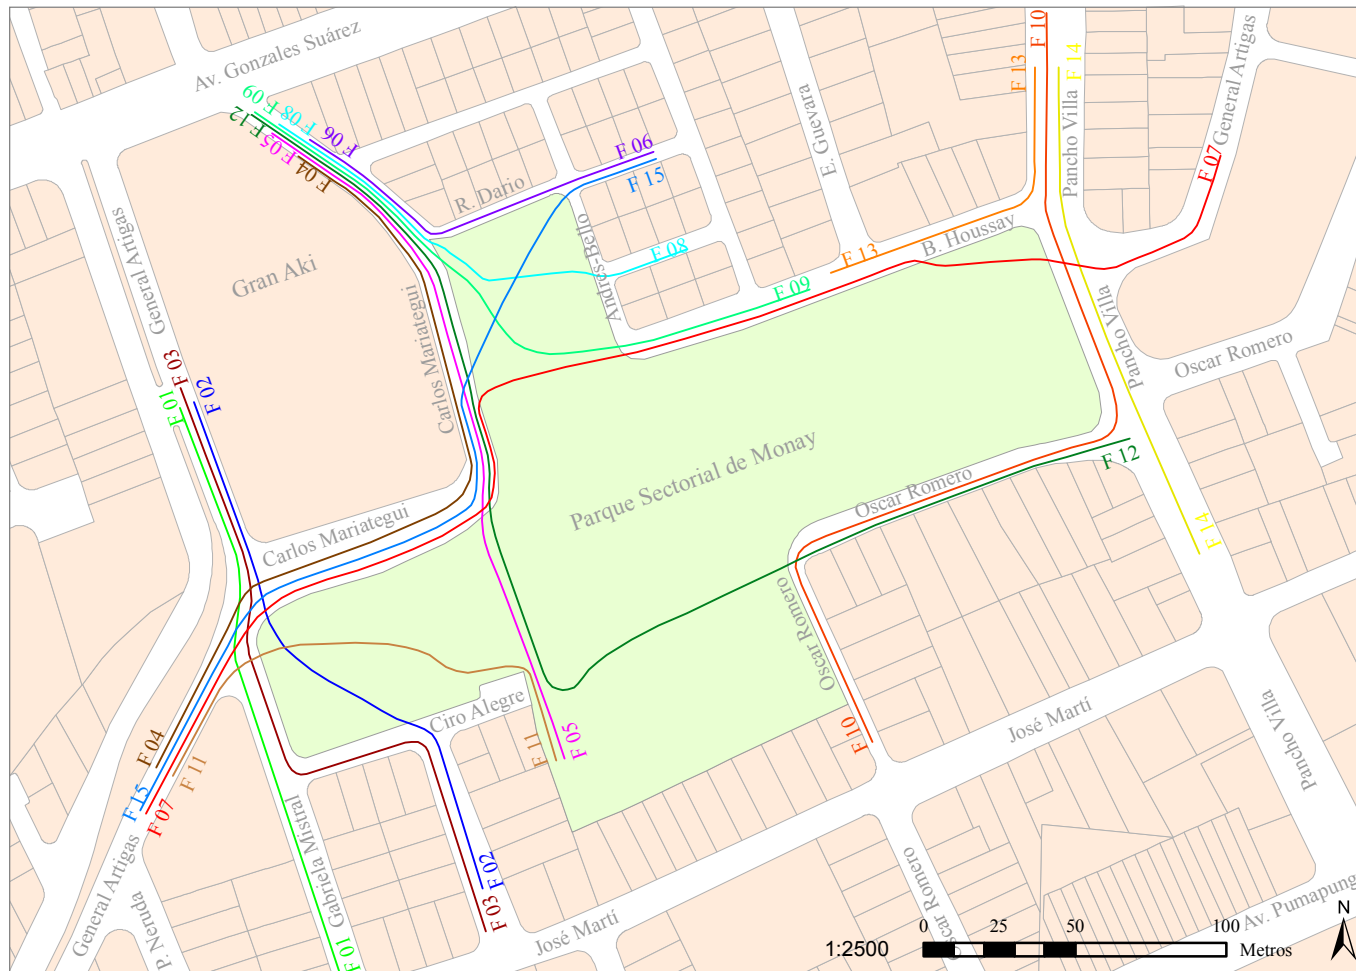 Av. Gonzales Suárez
F 10
F 13
F 14
General Artigas
Pancho Villa
E. Guevara
F 09
F 12
F 08
F 06
F 05
F 04
F 06
F 15
F 07
R. Dario
Andres-Bello
F 08
B. Houssay
F 13
F 09
General Artigas
Gran Aki
Carlos Mariategui
F 03
F 02
F 01
Pancho Villa
Oscar Romero
Parque Sectorial de Monay
Oscar Romero
F 12
F 14
Carlos Mariategui
Oscar Romero
Ciro Alegre
F 05
F 11
F 10
José Martí
Pancho Villa
F 04
F 11
F 15
F 07
General Artigas
P. Neruda
Gabriela Mistral
F 01
F 02
F 03
José Martí
Oscar Romero
Av. Pumapung
N
1:2500
0 25 50 100
Metros